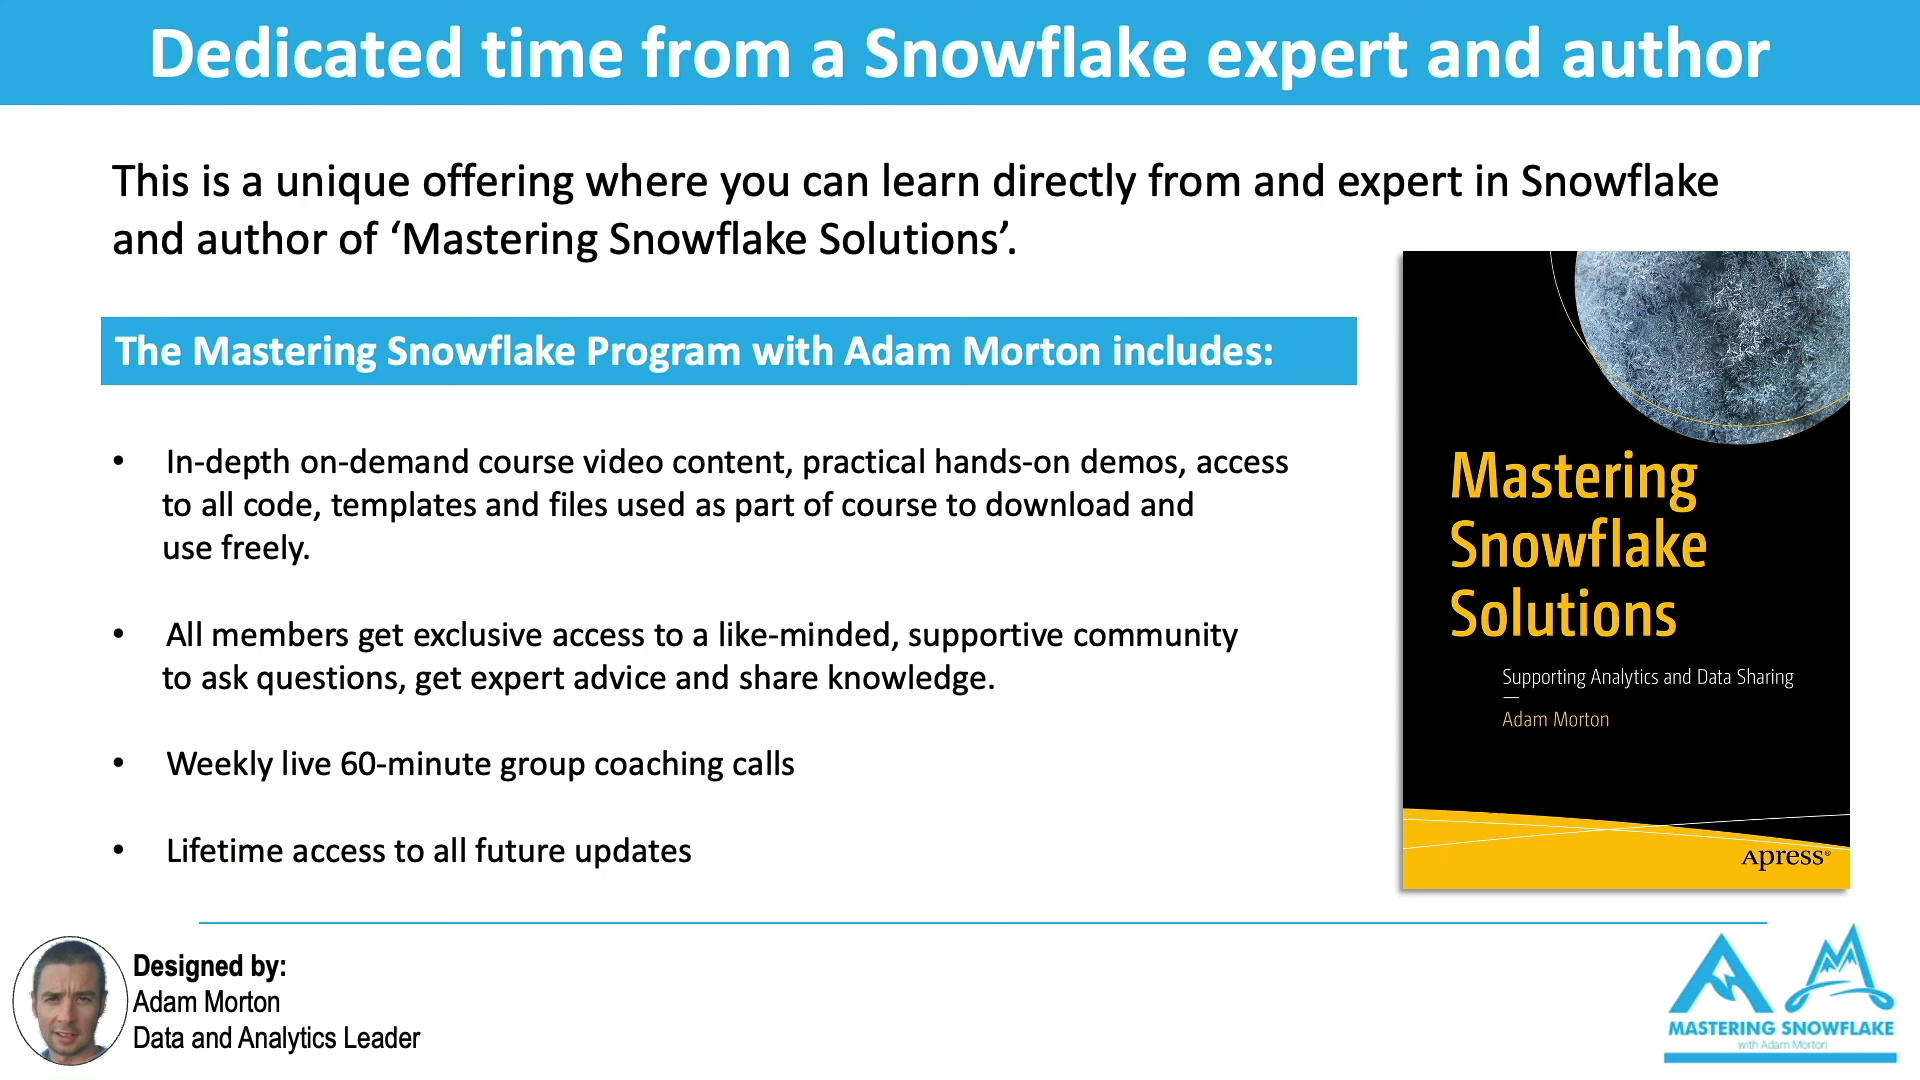 Dedicated time from a Snowflake expert and author
This is a unique offering where you can learn directly from and expert in Snowflake
and author of ‘Mastering Snowflake Solutions’.
The Mastering Snowflake Program with Adam Morton includes:
• In-depth on-demand course video content, practical hands-on demos, access
to all code, templates and files used as part of course to download and
use freely.
• All members get exclusive access to a like-minded, supportive community
to ask questions, get expert advice and share knowledge.
• Weekly live 60-minute group coaching calls
• Lifetime access to all future updates
Mastering
Snowflake
Solutions
Supporting Analytics and Data Sharing
Adam Morton
Apress®
Designed by:
Adam Morton
Data and Analytics Leader
MASTERING SNOWFLAKE
with Adam Morton